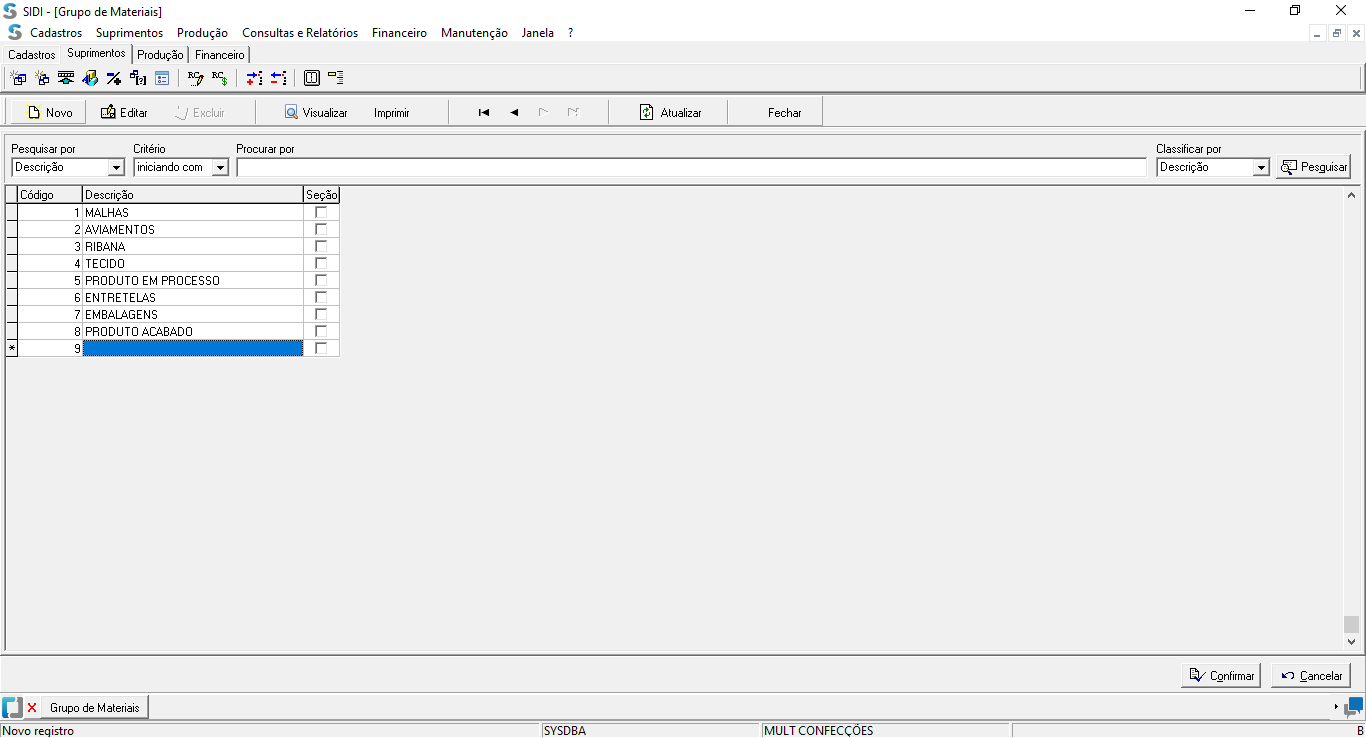 SIDI - [Grupo de Materiais]
Cadastros Suprimentos Produção Consultas e Relatórios Financeiro Manutenção Janela ?
Cadastros Suprimentos Produção Financeiro
Novo Editar Excluir Visualizar Imprimir Atualizar Fechar
Pesquisar por Critério Procurar por Classificar por
Descrição iniciando com Descrição Pesquisar
Código Descrição Seção
1 MALHAS
2 AVIAMENTOS
3 RIBANA
4 TECIDO
5 PRODUTO EM PROCESSO
6 ENTRETELAS
7 EMBALAGENS
8 PRODUTO ACABADO
* 9
Confirmar Cancelar
Grupo de Materiais
Novo registro SYSDBA MULT CONFECÇÕES B